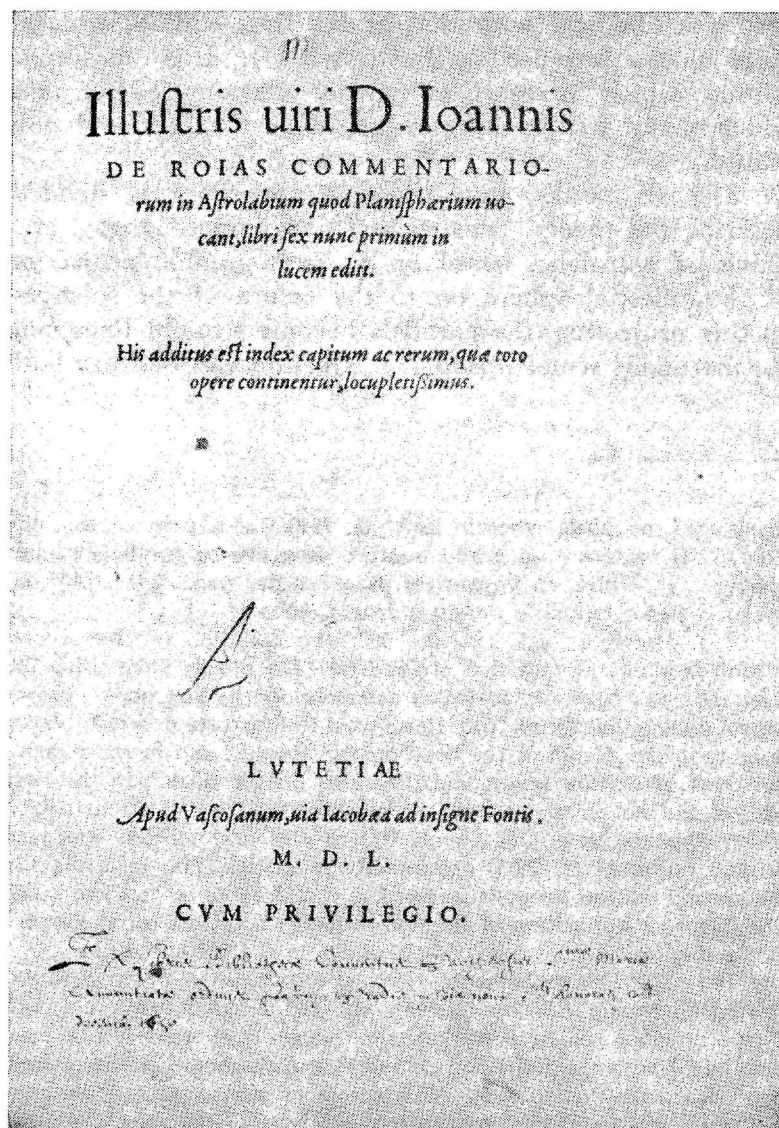 Illuſtris uiri D. Ioannis
DE ROIAS COMMENTARIO-
rum in Aſtrolabium quod Planiſphærium uo-
cant, libri ſex nunc primùm in
lucem editi.
His additus eſt index capitum ac rerum, quæ toto
opere continentur, locupletiſsimus.
LVTETIAE
Apud Vaſcoſanum, uia Iacobæa ad inſigne Fontis.
M. D. L.
CVM PRIVILEGIO.
Bibliotheca